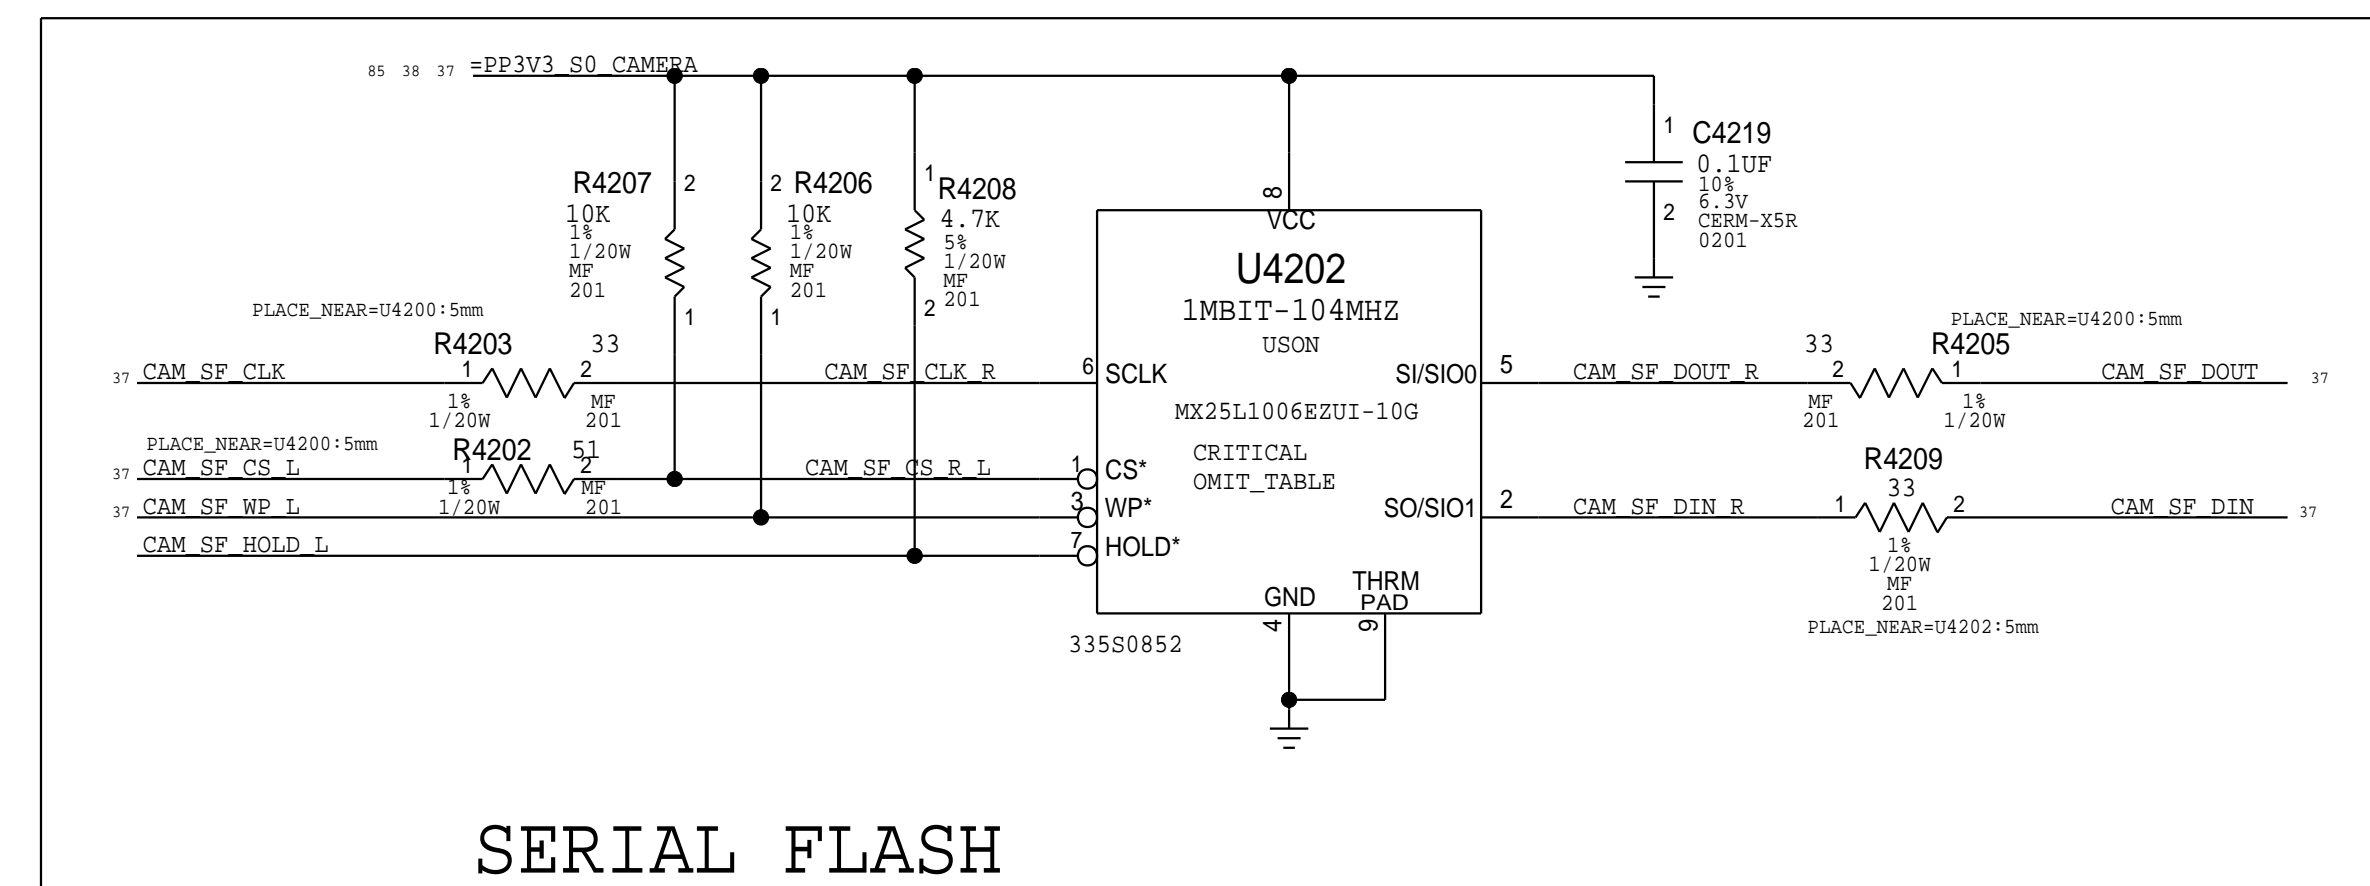 85 38 37 =PP3V3_S0_CAMERA
1 C4219
0.1UF
10%
6.3V
2
CERM-X5R
0201
R4207 2
10K
1%
1/20W
MF
201
1
2 R4206
10K
1%
1/20W
MF
201
1
1 R4208
4.7K
5%
1/20W
MF
2 201
8
VCC
U4202
1MBIT-104MHZ
USON
MX25L1006EZUI-10G
CRITICAL
OMIT_TABLE
PLACE_NEAR=U4200:5mm
R4203 33
37 CAM_SF_CLK 1 2 CAM_SF_CLK_R 6 SCLK
1% MF
1/20W 201
PLACE_NEAR=U4200:5mm
R4202 51
37 CAM_SF_CS_L 1 2 CAM_SF_CS_R_L 1 CS*
1% MF
37 CAM_SF_WP_L 3 WP*
1/20W 201
CAM_SF_HOLD_L 7 HOLD*
PLACE_NEAR=U4200:5mm
33 R4205
SI/SIO0 5 CAM_SF_DOUT_R 2 1 CAM_SF_DOUT 37
MF 1%
201 1/20W
R4209
33
SO/SIO1 2 CAM_SF_DIN_R 1 2 CAM_SF_DIN 37
1%
1/20W
MF
201
PLACE_NEAR=U4202:5mm
GND THRM
PAD
4 9
335S0852
SERIAL FLASH